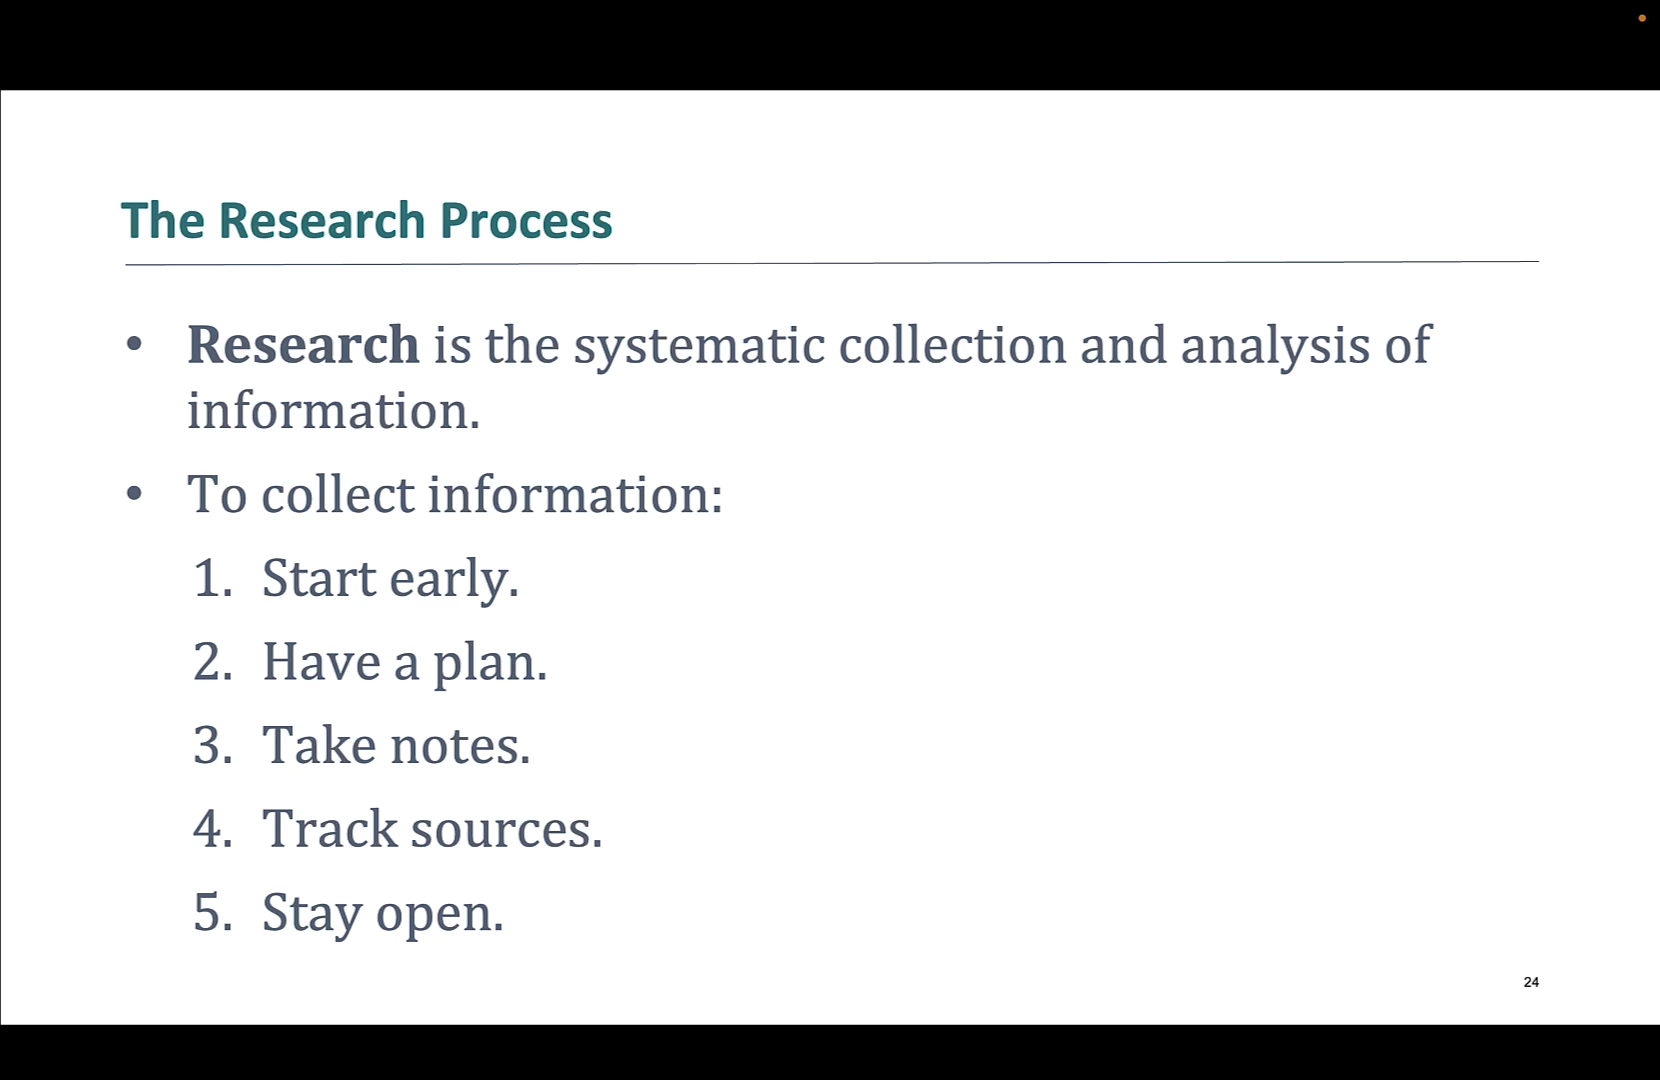 The Research Process
• Research is the systematic collection and analysis of
information.
• To collect information:
1. Start early.
2. Have a plan.
3. Take notes.
4. Track sources.
5. Stay open.
24